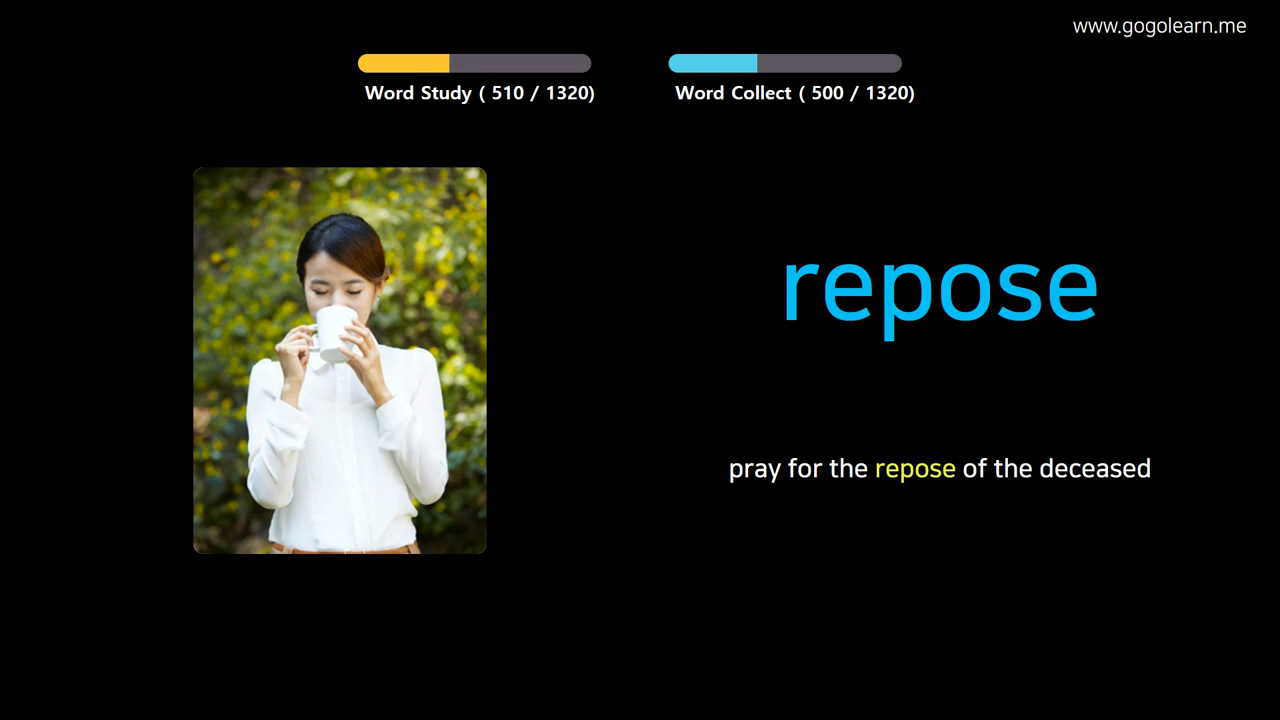 www.gogolearn.me
Word Study ( 510 / 1320)
Word Collect ( 500 / 1320)
repose
pray for the repose of the deceased